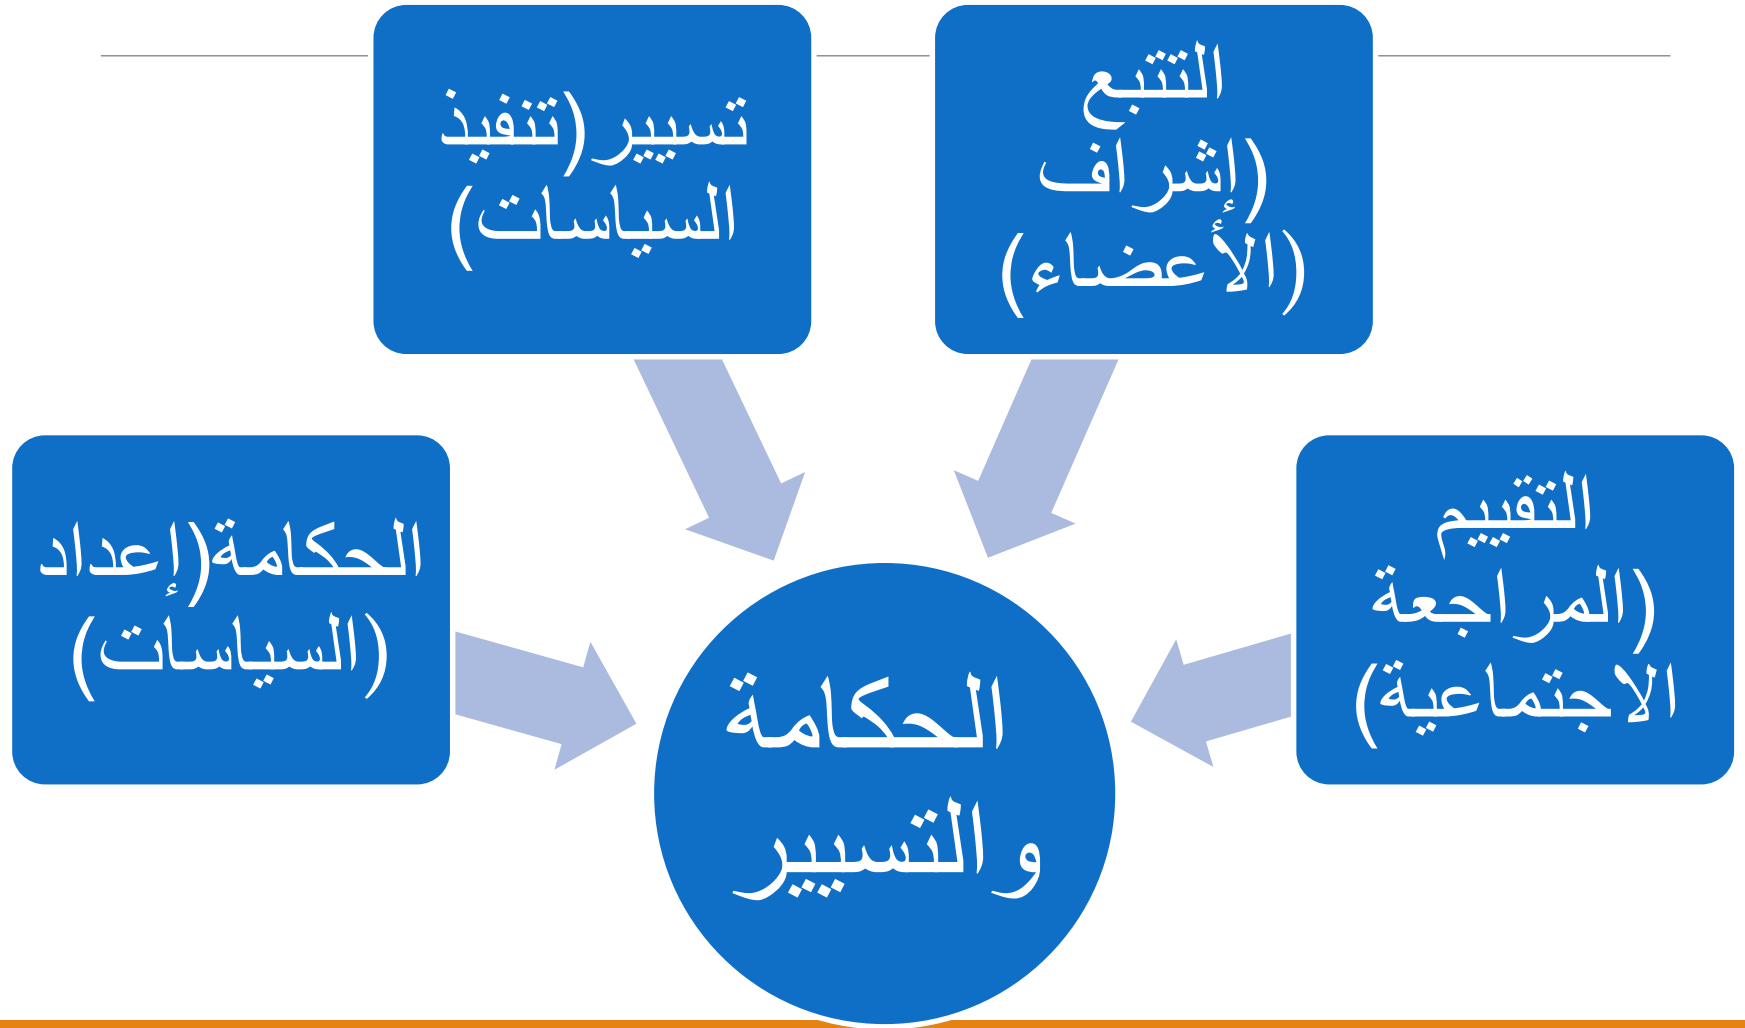 التتبع
(إشراف
(الأعضاء)
تسيير(تنفيذ
السياسات)
التقييم
(المراجعة
الاجتماعية)
الحكامة(إعداد
(السياسات)
الحكامة
والتسيير